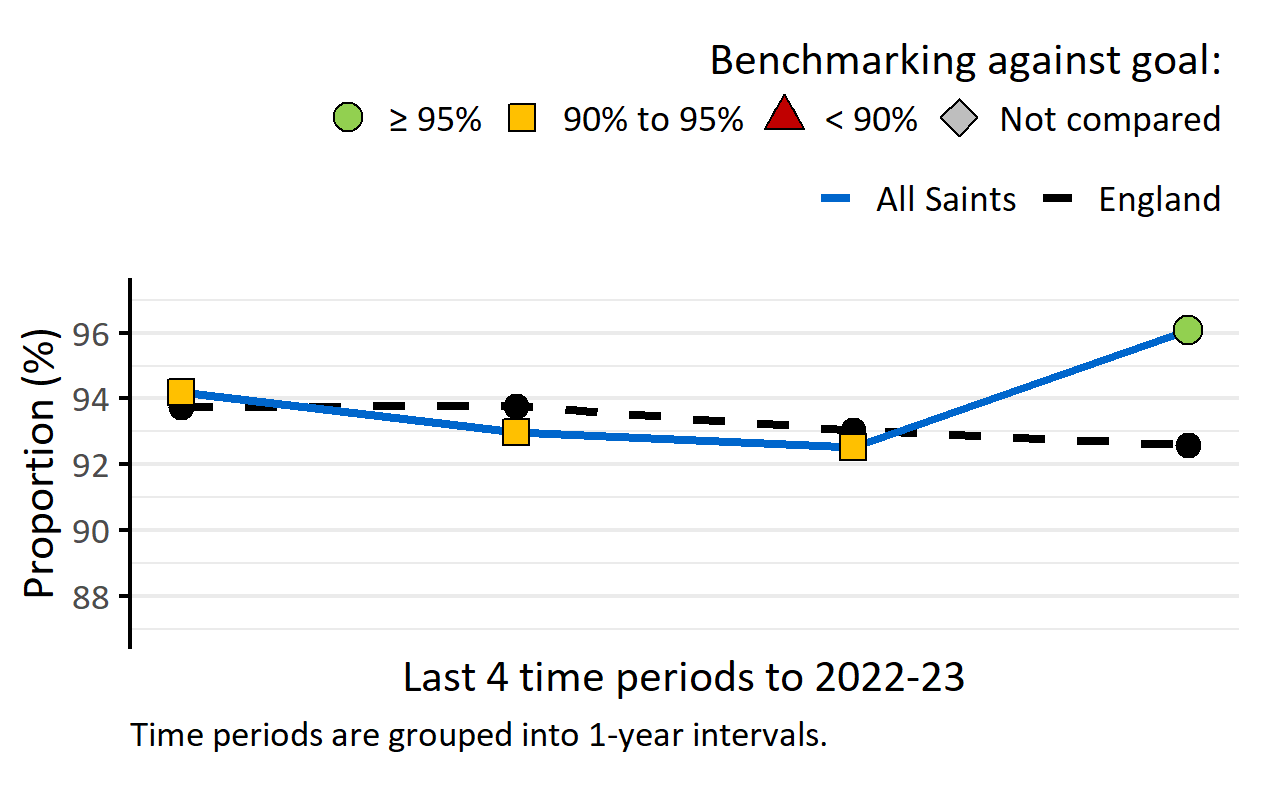 Benchmarking against goal:
≥ 95% 90% to 95% < 90% Not compared
All Saints England
Proportion (%)
96
94
92
90
88
Last 4 time periods to 2022-23
Time periods are grouped into 1-year intervals.